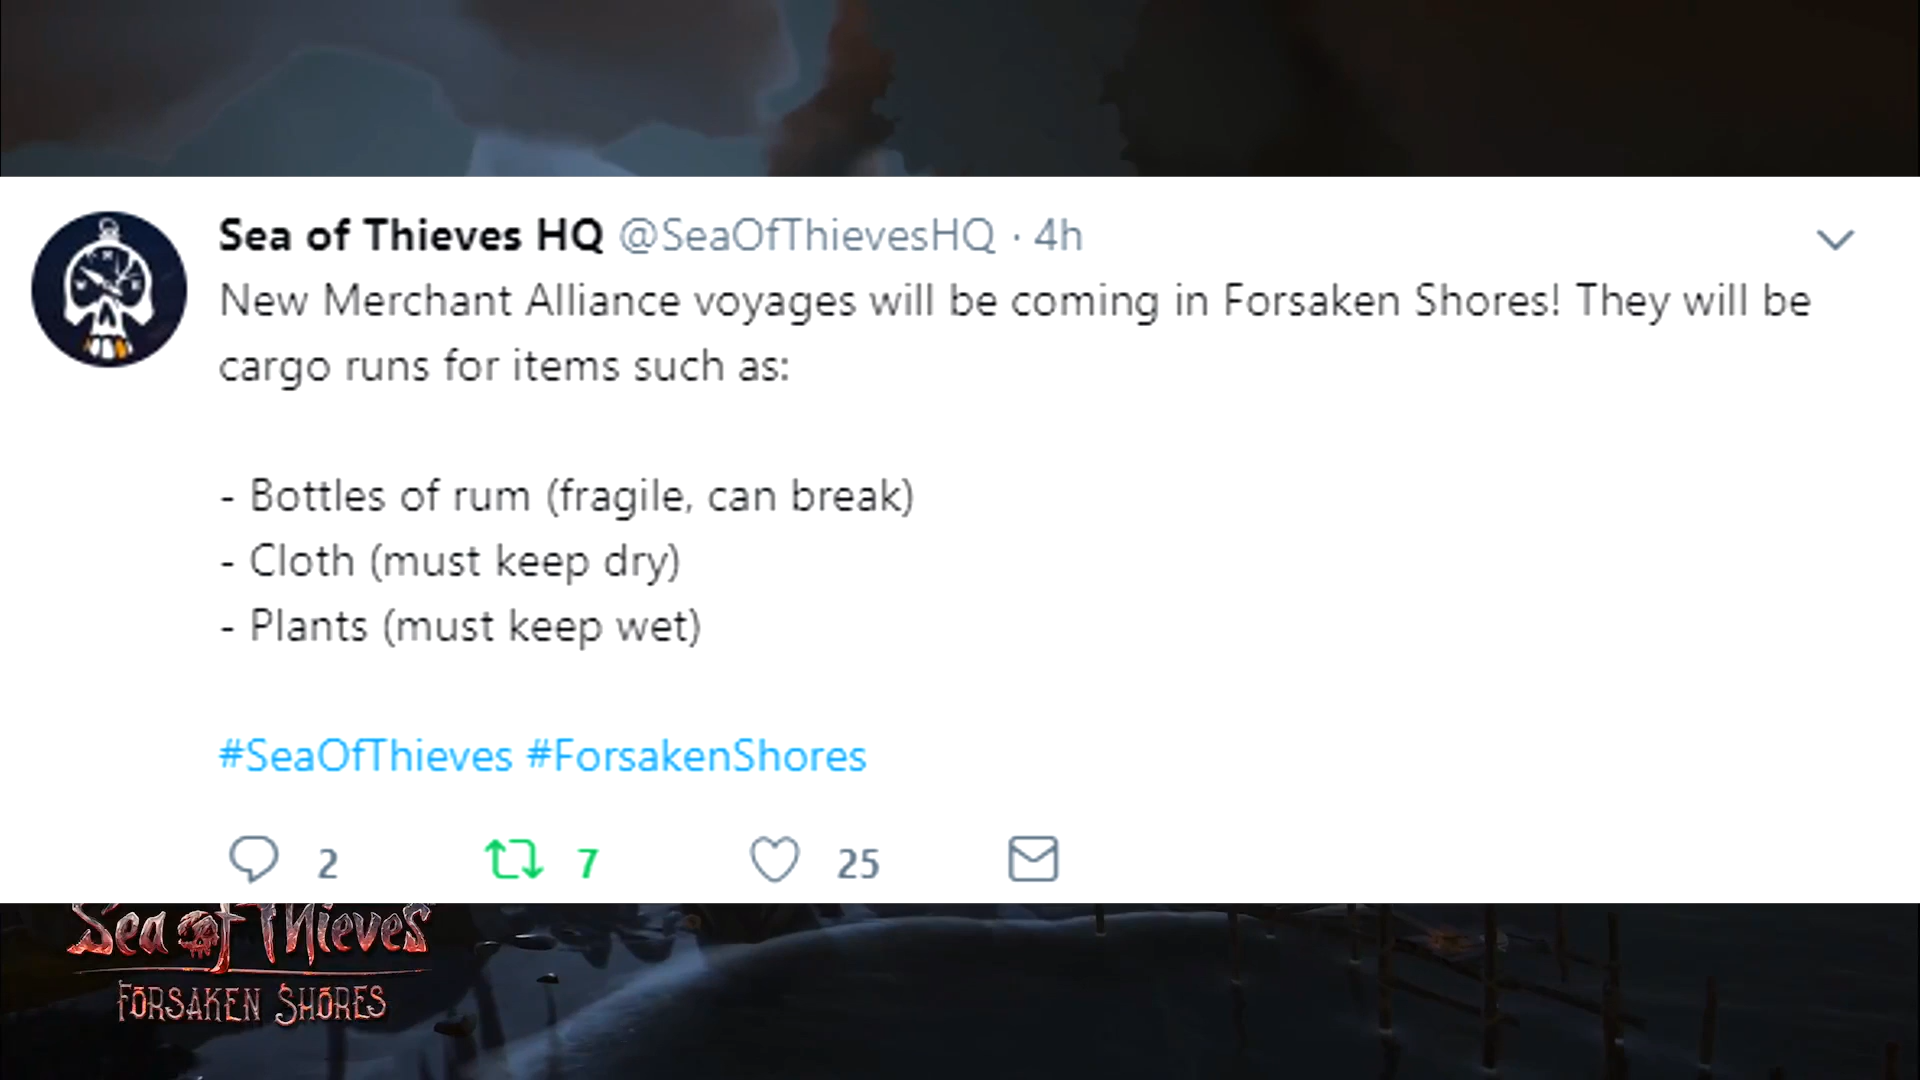 Sea of Thieves HQ @SeaOfThievesHQ · 4h
New Merchant Alliance voyages will be coming in Forsaken Shores! They will be
cargo runs for items such as:
- Bottles of rum (fragile, can break)
- Cloth (must keep dry)
- Plants (must keep wet)
#SeaOfThieves #ForsakenShores
2 7 25
Sea of Thieves
FORSAKEN SHORES